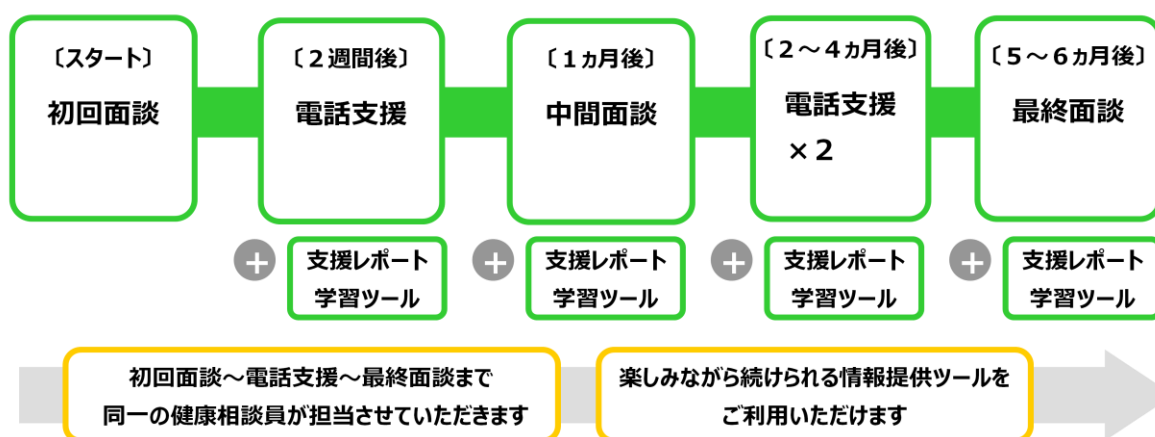 〔スタート〕
初回面談
〔２週間後〕
電話支援
〔１ヵ月後〕
中間面談
〔２～４ヵ月後〕
電話支援
×２
〔５～６ヵ月後〕
最終面談
+
支援レポート
学習ツール
+
支援レポート
学習ツール
+
支援レポート
学習ツール
+
支援レポート
学習ツール
初回面談～電話支援～最終面談まで
同一の健康相談員が担当させていただきます
楽しみながら続けられる情報提供ツールを
ご利用いただけます